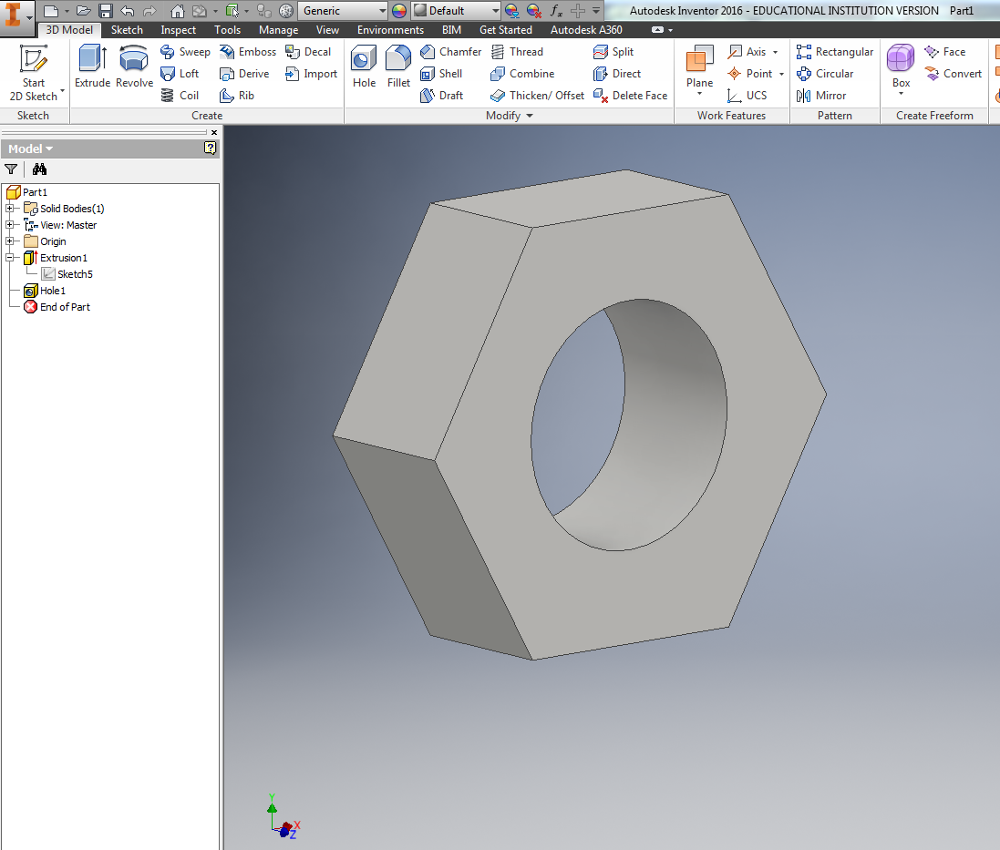 Generic Default fx Autodesk Inventor 2016 - EDUCATIONAL INSTITUTION VERSION Part1
3D Model Sketch Inspect Tools Manage View Environments BIM Get Started Autodesk A360
Start
2D Sketch
Extrude Revolve
Sweep Emboss Decal
Loft Derive Import
Coil Rib
Hole Fillet
Chamfer Thread Split
Shell Combine Direct
Draft Thicken/ Offset Delete Face
Plane
Axis
Point
UCS
Rectangular
Circular
Mirror
Box
Face
Convert
Sketch Create Modify Work Features Pattern Create Freeform
Model
Part1
Solid Bodies(1)
View: Master
Origin
Extrusion1
Sketch5
Hole1
End of Part
Y
X
Z